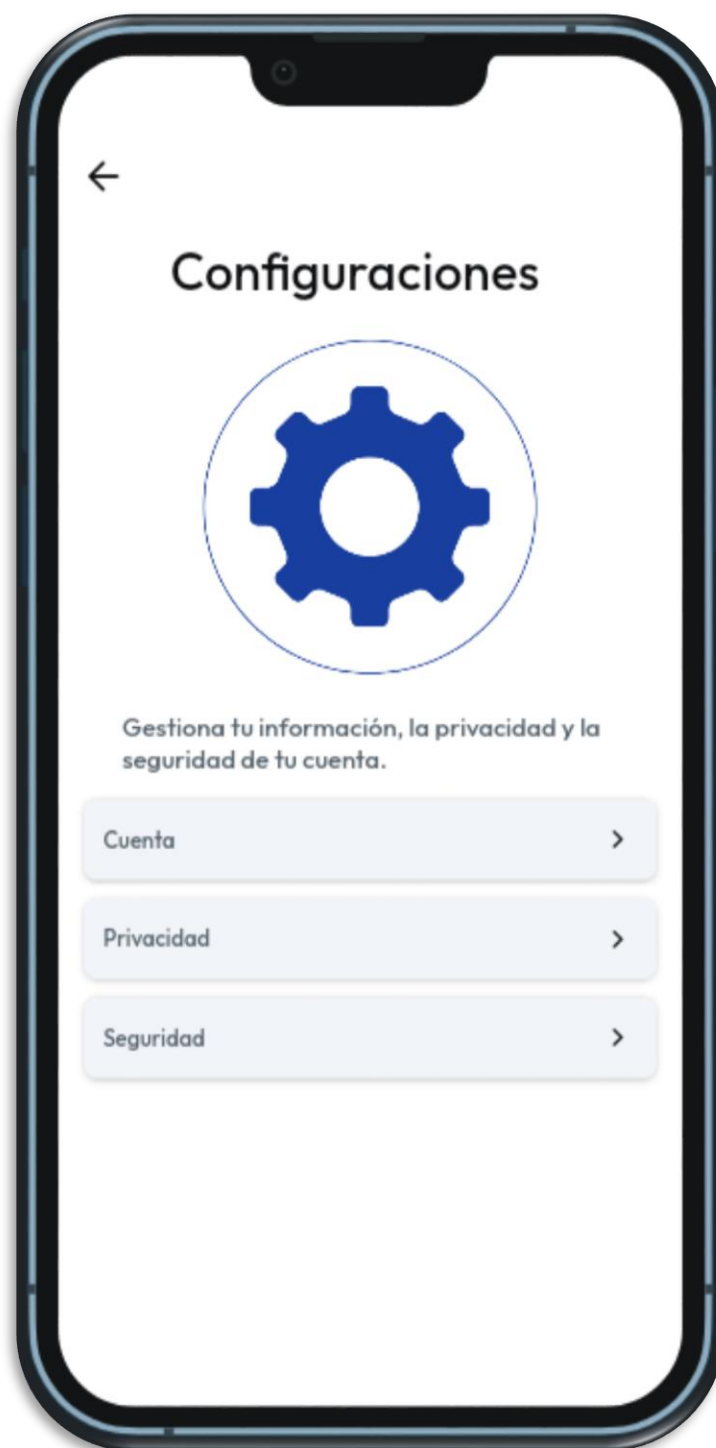 Configuraciones
Gestiona tu información, la privacidad y la
seguridad de tu cuenta.
Cuenta
Privacidad
Seguridad